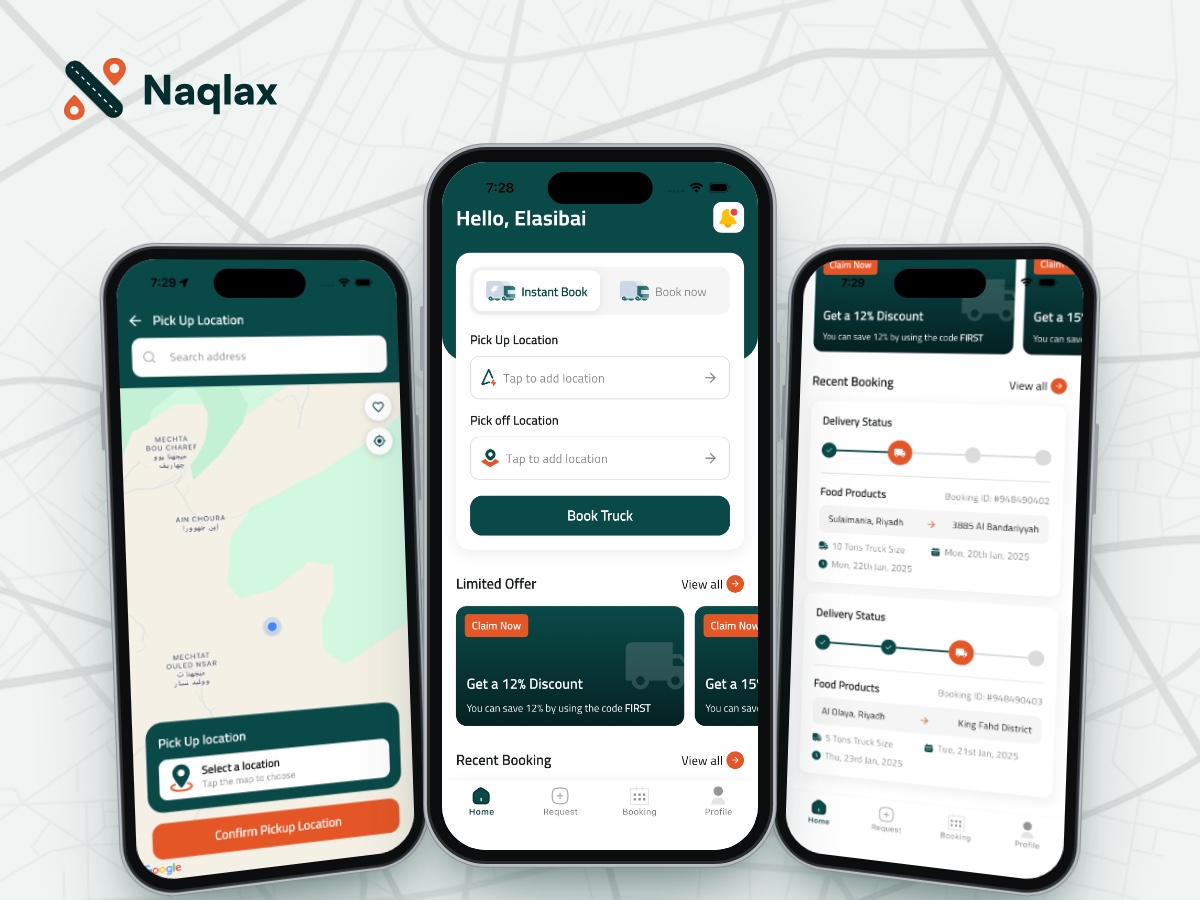 Naqlax
7:29
Pick Up Location
Search address
MECHTA
BOU CHAREF
AIN CHOURA
MECHTAT
OULED NSAR
Pick Up location
Select a location
Tap the map to choose
Confirm Pickup Location
Google
7:28
Hello, Elasibai
Instant Book
Book now
Pick Up Location
Tap to add location
Pick off Location
Tap to add location
Book Truck
Limited Offer
View all
Claim Now
Get a 12% Discount
You can save 12% by using the code FIRST
Claim Now
Get a 15
You can save
Recent Booking
View all
Home
Request
Booking
Profile
Claim Now
7:29
Get a 12% Discount
You can save 12% by using the code FIRST
Get a 15
You can save
Recent Booking
View all
Delivery Status
Food Products
Booking ID: #948490402
Sulaimania, Riyadh
3885 Al Bandariyyah
10 Tons Truck Size
Mon, 20th Jan, 2025
Mon, 22th Jan, 2025
Delivery Status
Food Products
Booking ID: #948490403
Al Olaya, Riyadh
King Fahd District
5 Tons Truck Size
Tue, 21st Jan, 2025
Thu, 23rd Jan, 2025
Home
Request
Booking
Profile